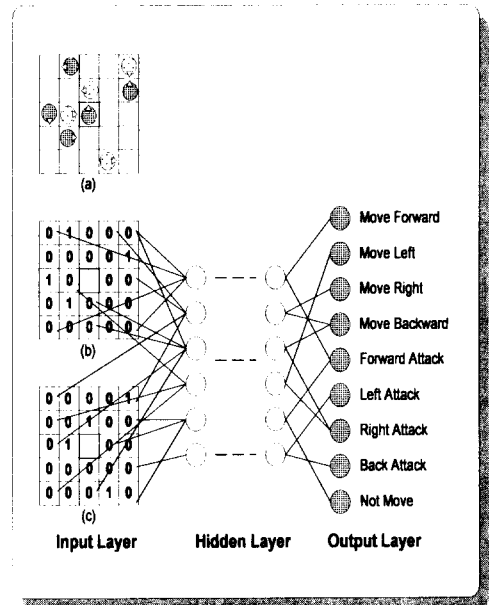 (a)
0 1 0 0 0
0 0 0 0 1
1 0 0 0
0 1 0 0 0
0 0 0 0 0
(b)
0 0 0 0 1
0 0 1 0 0
0 1 0 0
0 0 0 0 0
0 0 0 1 0
(c)
Move Forward
Move Left
Move Right
Move Backward
Forward Attack
Left Attack
Right Attack
Back Attack
Not Move
Input Layer Hidden Layer Output Layer